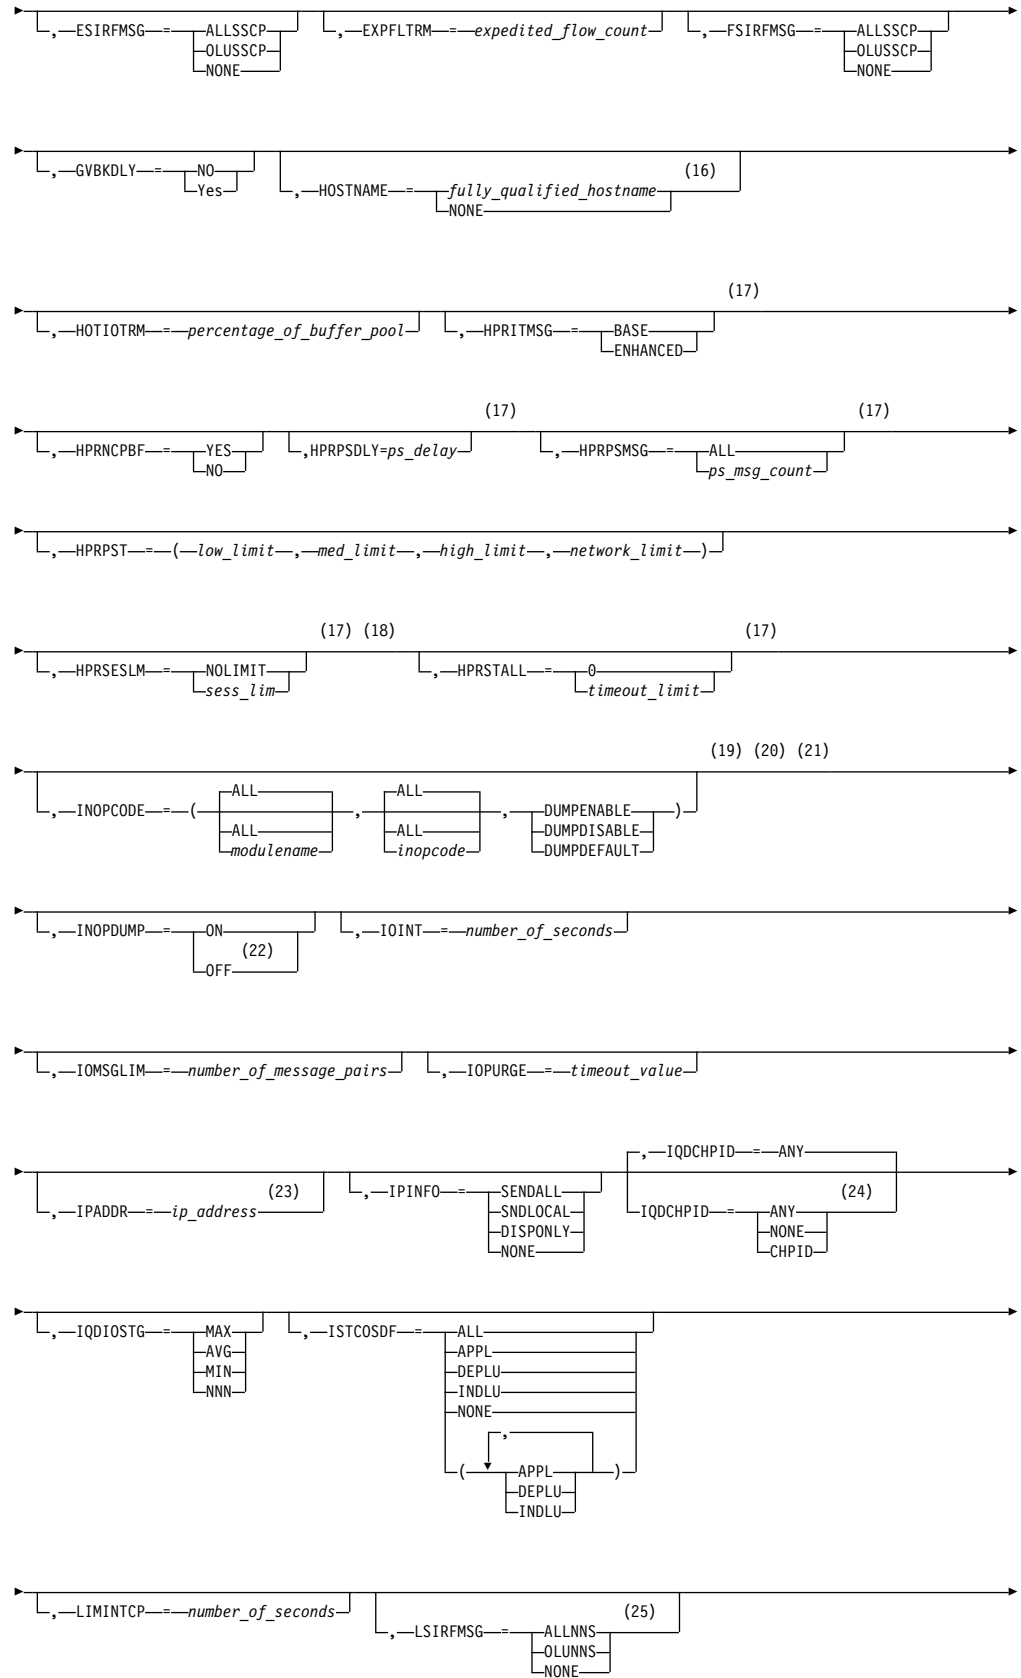 ,—ESIRFMSG—=—ALLSSCP ,—EXPFLTRM—=—expedited_flow_count ,—FSIRFMSG—=—ALLSSCP
OLUSSCP OLUSSCP
NONE NONE
,—GVBKDLY—=—NO (16)
Yes ,—HOSTNAME—=—fully_qualified_hostname
NONE
(17)
,—HOTIOTRM—=—percentage_of_buffer_pool ,—HPRITMSG—=—BASE
ENHANCED
(17) (17)
,—HPRNCPBF—=—YES ,HPRPSDLY=ps_delay ,—HPRPSMSG—=—ALL
NO ps_msg_count
,—HPRPST—=—(—low_limit—,—med_limit—,—high_limit—,—network_limit—)
(17) (18) (17)
,—HPRSESLM—=—NOLIMIT ,—HPRSTALL—=—0
sess_lim timeout_limit
(19) (20) (21)
ALL ALL
,—INOPCODE—=—( , , DUMPENABLE—)
ALL ALL DUMPDISABLE
modulename inopcode DUMPDEFAULT
,—INOPDUMP—=—ON ,—IOINT—=—number_of_seconds
(22)
OFF
,—IOMSGLIM—=—number_of_message_pairs ,—IOPURGE—=—timeout_value
,—IQDCHPID—=—ANY
(23) ,—IPINFO—=—SENDALL (24)
,—IPADDR—=—ip_address SNDLOCAL IQDCHPID—=—ANY
DISPONLY NONE
NONE CHPID
,—IQDIOSTG—=—MAX ,—ISTCOSDF—=—ALL
AVG APPL
MIN DEPLU
NNN INDLU
NONE
,
(—APPL—)
DEPLU
INDLU
,—LIMINTCP—=—number_of_seconds (25)
,—LSIRFMSG—=—ALLNNS
OLUNNS
NONE